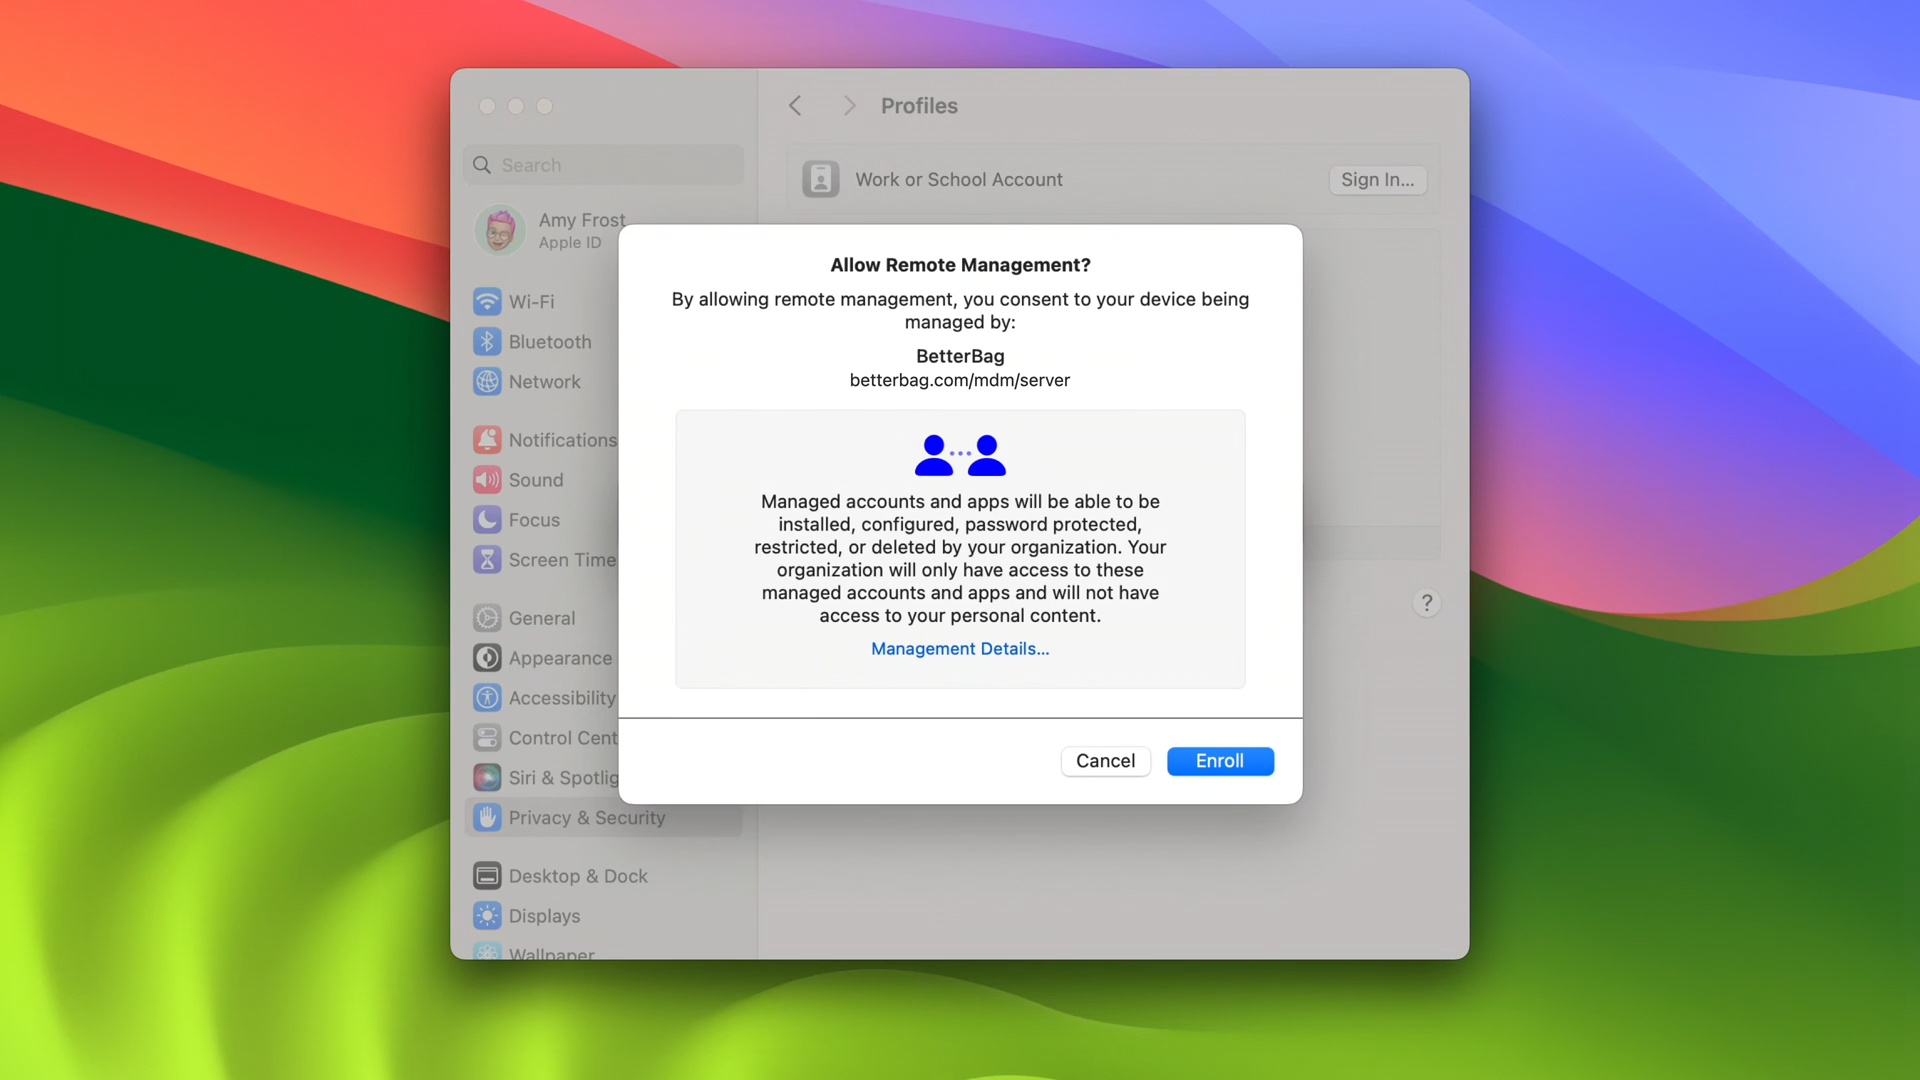 Profiles
Search
Work or School Account
Sign In...
Amy Frost
Apple ID
Wi-Fi
Bluetooth
Network
Notifications
Sound
Focus
Screen Time
General
Appearance
Accessibility
Control Cent
Siri & Spotlig
Privacy & Security
Desktop & Dock
Displays
Wallpaper
Allow Remote Management?
By allowing remote management, you consent to your device being
managed by:
BetterBag
betterbag.com/mdm/server
Managed accounts and apps will be able to be
installed, configured, password protected,
restricted, or deleted by your organization. Your
organization will only have access to these
managed accounts and apps and will not have
access to your personal content.
Management Details...
?
Cancel
Enroll